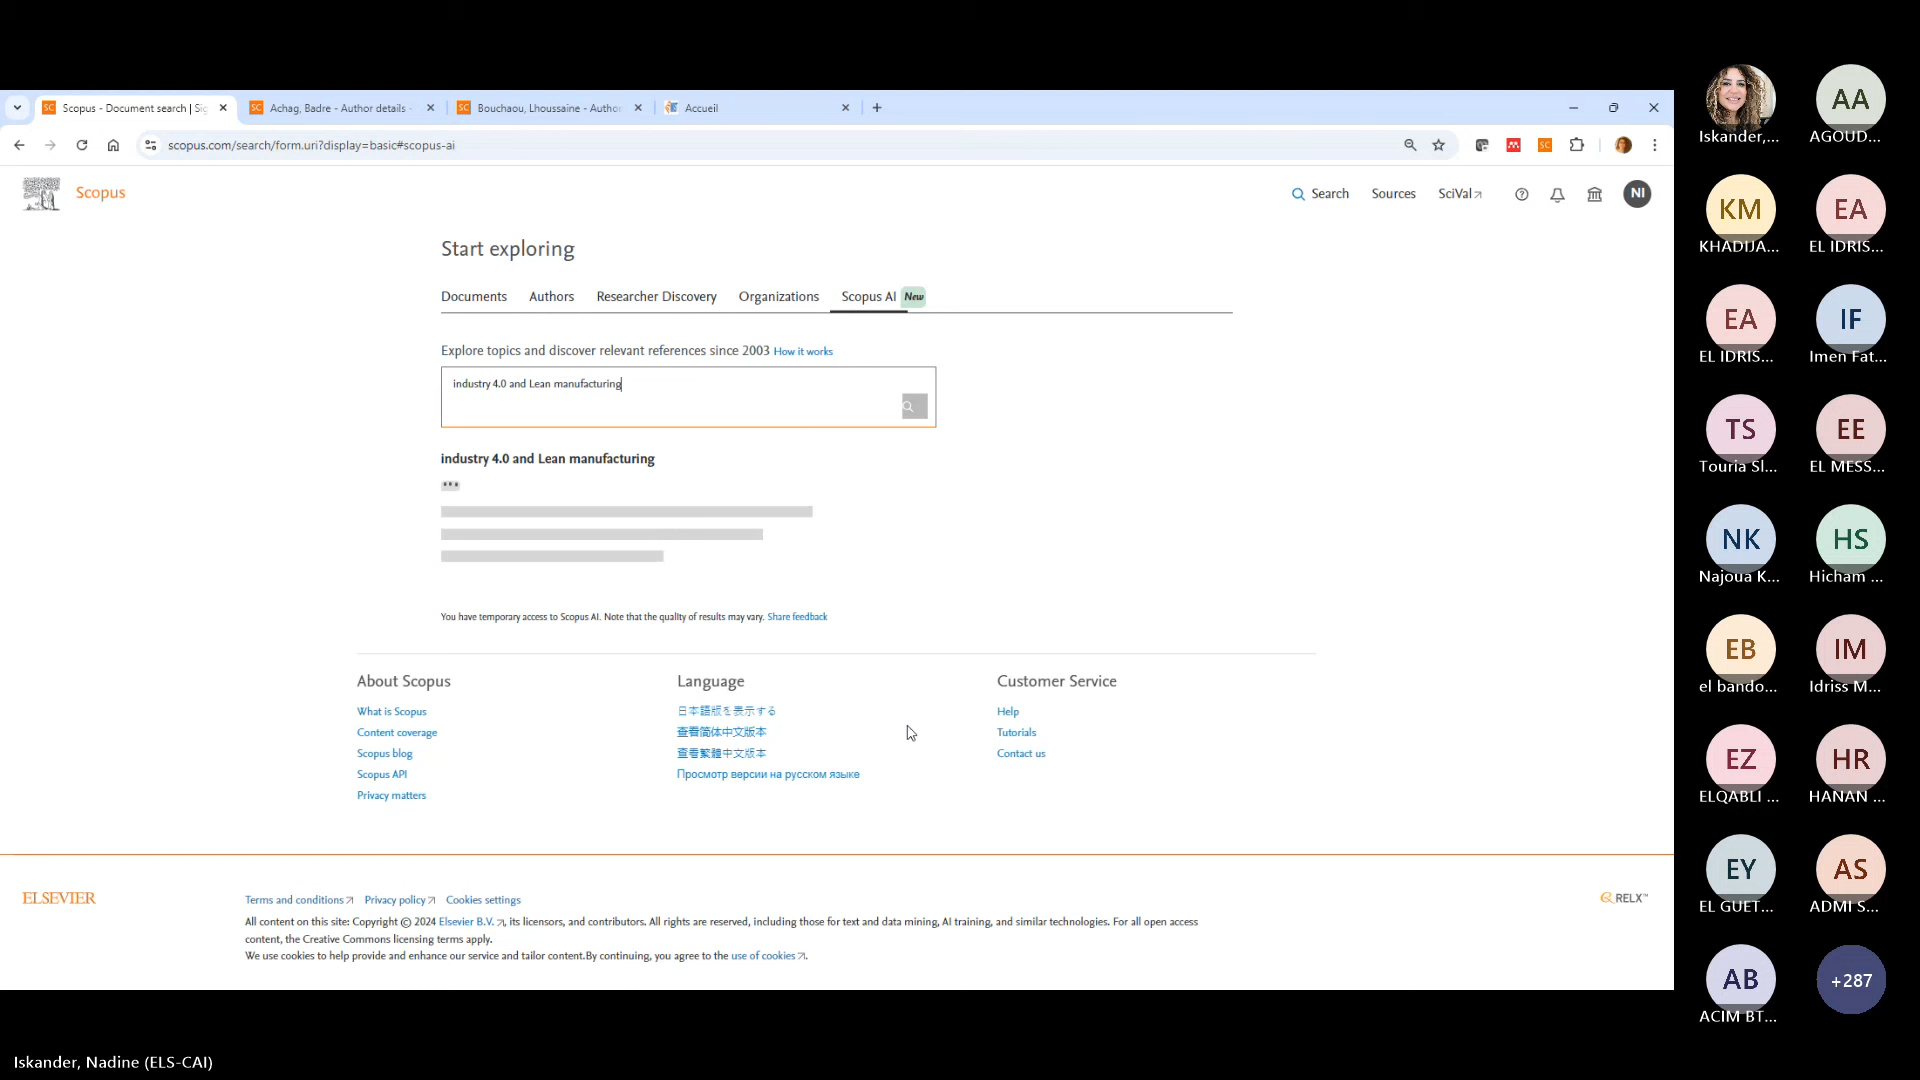 Scopus - Document search | Sig
Achag, Badre - Author details -
Bouchaou, Lhoussaine - Autho
Accueil
scopus.com/search/form.uri?display=basic#scopus-ai
Scopus
Search
Sources
SciVal
NI
Start exploring
Documents
Authors
Researcher Discovery
Organizations
Scopus AI
New
Explore topics and discover relevant references since 2003 How it works
industry 4.0 and Lean manufacturing
industry 4.0 and Lean manufacturing
You have temporary access to Scopus AI. Note that the quality of results may vary. Share feedback
About Scopus
What is Scopus
Content coverage
Scopus blog
Scopus API
Privacy matters
Language
日本語版を表示する
查看简体中文版本
查看繁體中文版本
Просмотр версии на русском языке
Customer Service
Help
Tutorials
Contact us
ELSEVIER
Terms and conditions
Privacy policy
Cookies settings
All content on this site: Copyright © 2024 Elsevier B.V. , its licensors, and contributors. All rights are reserved, including those for text and data mining, AI training, and similar technologies. For all open access
content, the Creative Commons licensing terms apply.
We use cookies to help provide and enhance our service and tailor content.By continuing, you agree to the use of cookies .
RELX™
Iskander,...
AA
AGOUD...
KM
KHADIJA...
EA
EL IDRIS...
EA
EL IDRIS...
IF
Imen Fat...
TS
Touria Sl...
EE
EL MESS...
NK
Najoua K...
HS
Hicham ...
EB
el bando...
IM
Idriss M...
EZ
ELQABLI ...
HR
HANAN ...
EY
EL GUET...
AS
ADMI S...
AB
ACIM BT...
+287
Iskander, Nadine (ELS-CAI)